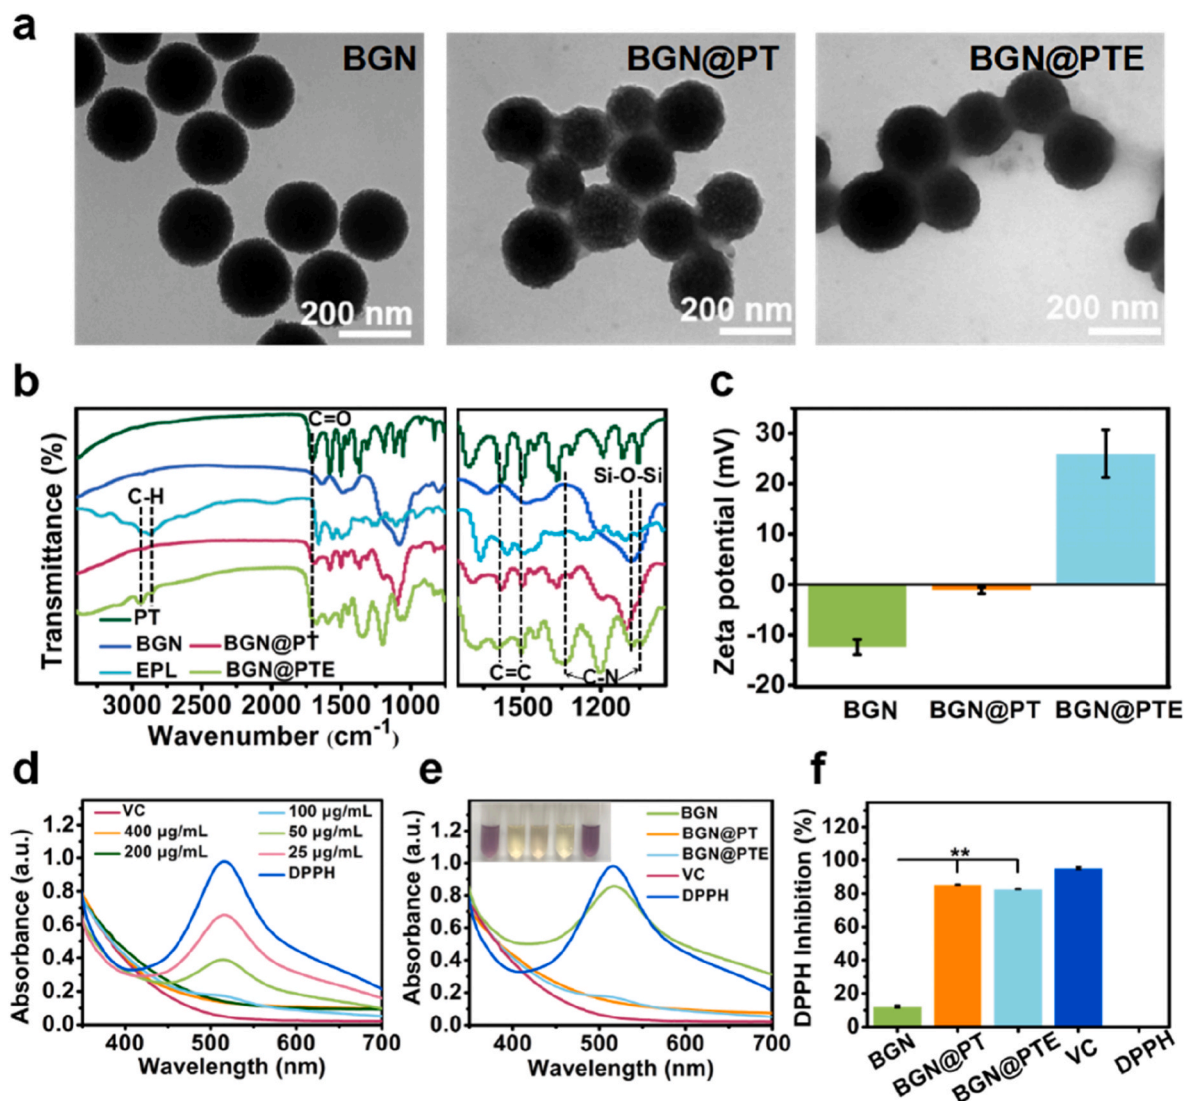 a
BGN
BGN@PT
BGN@PTE
200 nm
200 nm
200 nm
b
Transmittance (%)
C=O
C-H
PT
BGN
BGN@PT
EPL
BGN@PTE
3000 2500 2000 1500 1000
Si-O-Si
C=C
C-N
1500 1200
Wavenumber (cm-1)
c
Zeta potential (mV)
30
20
10
0
-10
-20
BGN BGN@PT BGN@PTE
d
Absorbance (a.u.)
1.2
1.0
0.8
0.6
0.4
0.2
0.0
VC
400 µg/mL
200 µg/mL
100 µg/mL
50 µg/mL
25 µg/mL
DPPH
400 500 600 700
Wavelength (nm)
e
Absorbance (a.u.)
1.2
1.0
0.8
0.6
0.4
0.2
0.0
BGN
BGN@PT
BGN@PTE
VC
DPPH
400 500 600 700
Wavelength (nm)
f
DPPH Inhibition (%)
120
100
80
60
40
20
0
**
BGN
BGN@PT
BGN@PTE
VC
DPPH